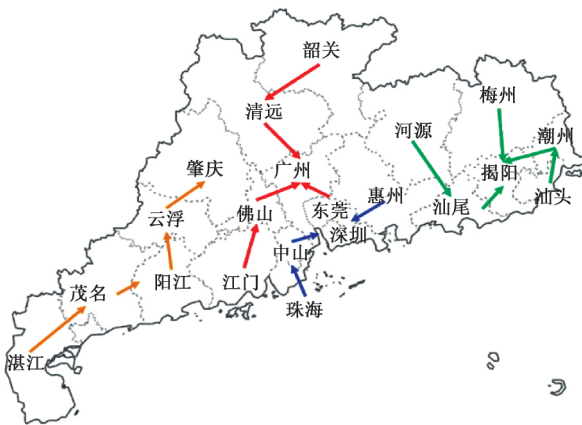 韶关
清远
梅州
河源
潮州
肇庆
广州
揭阳
惠州
汕头
云浮
佛山
东莞
汕尾
深圳
中山
茂名
阳江
江门
珠海
湛江